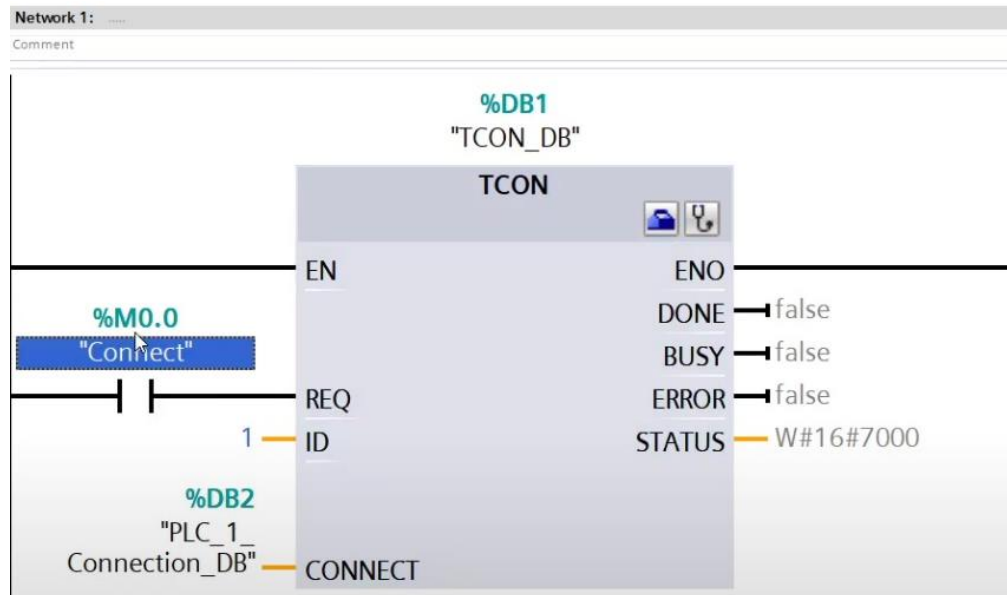 Network 1: .....
Comment
%DB1
"TCON_DB"
TCON
EN
ENO
DONE
false
%M0.0
"Connect"
BUSY
false
REQ
ERROR
false
1
ID
STATUS
W#16#7000
%DB2
"PLC_1_
Connection_DB"
CONNECT